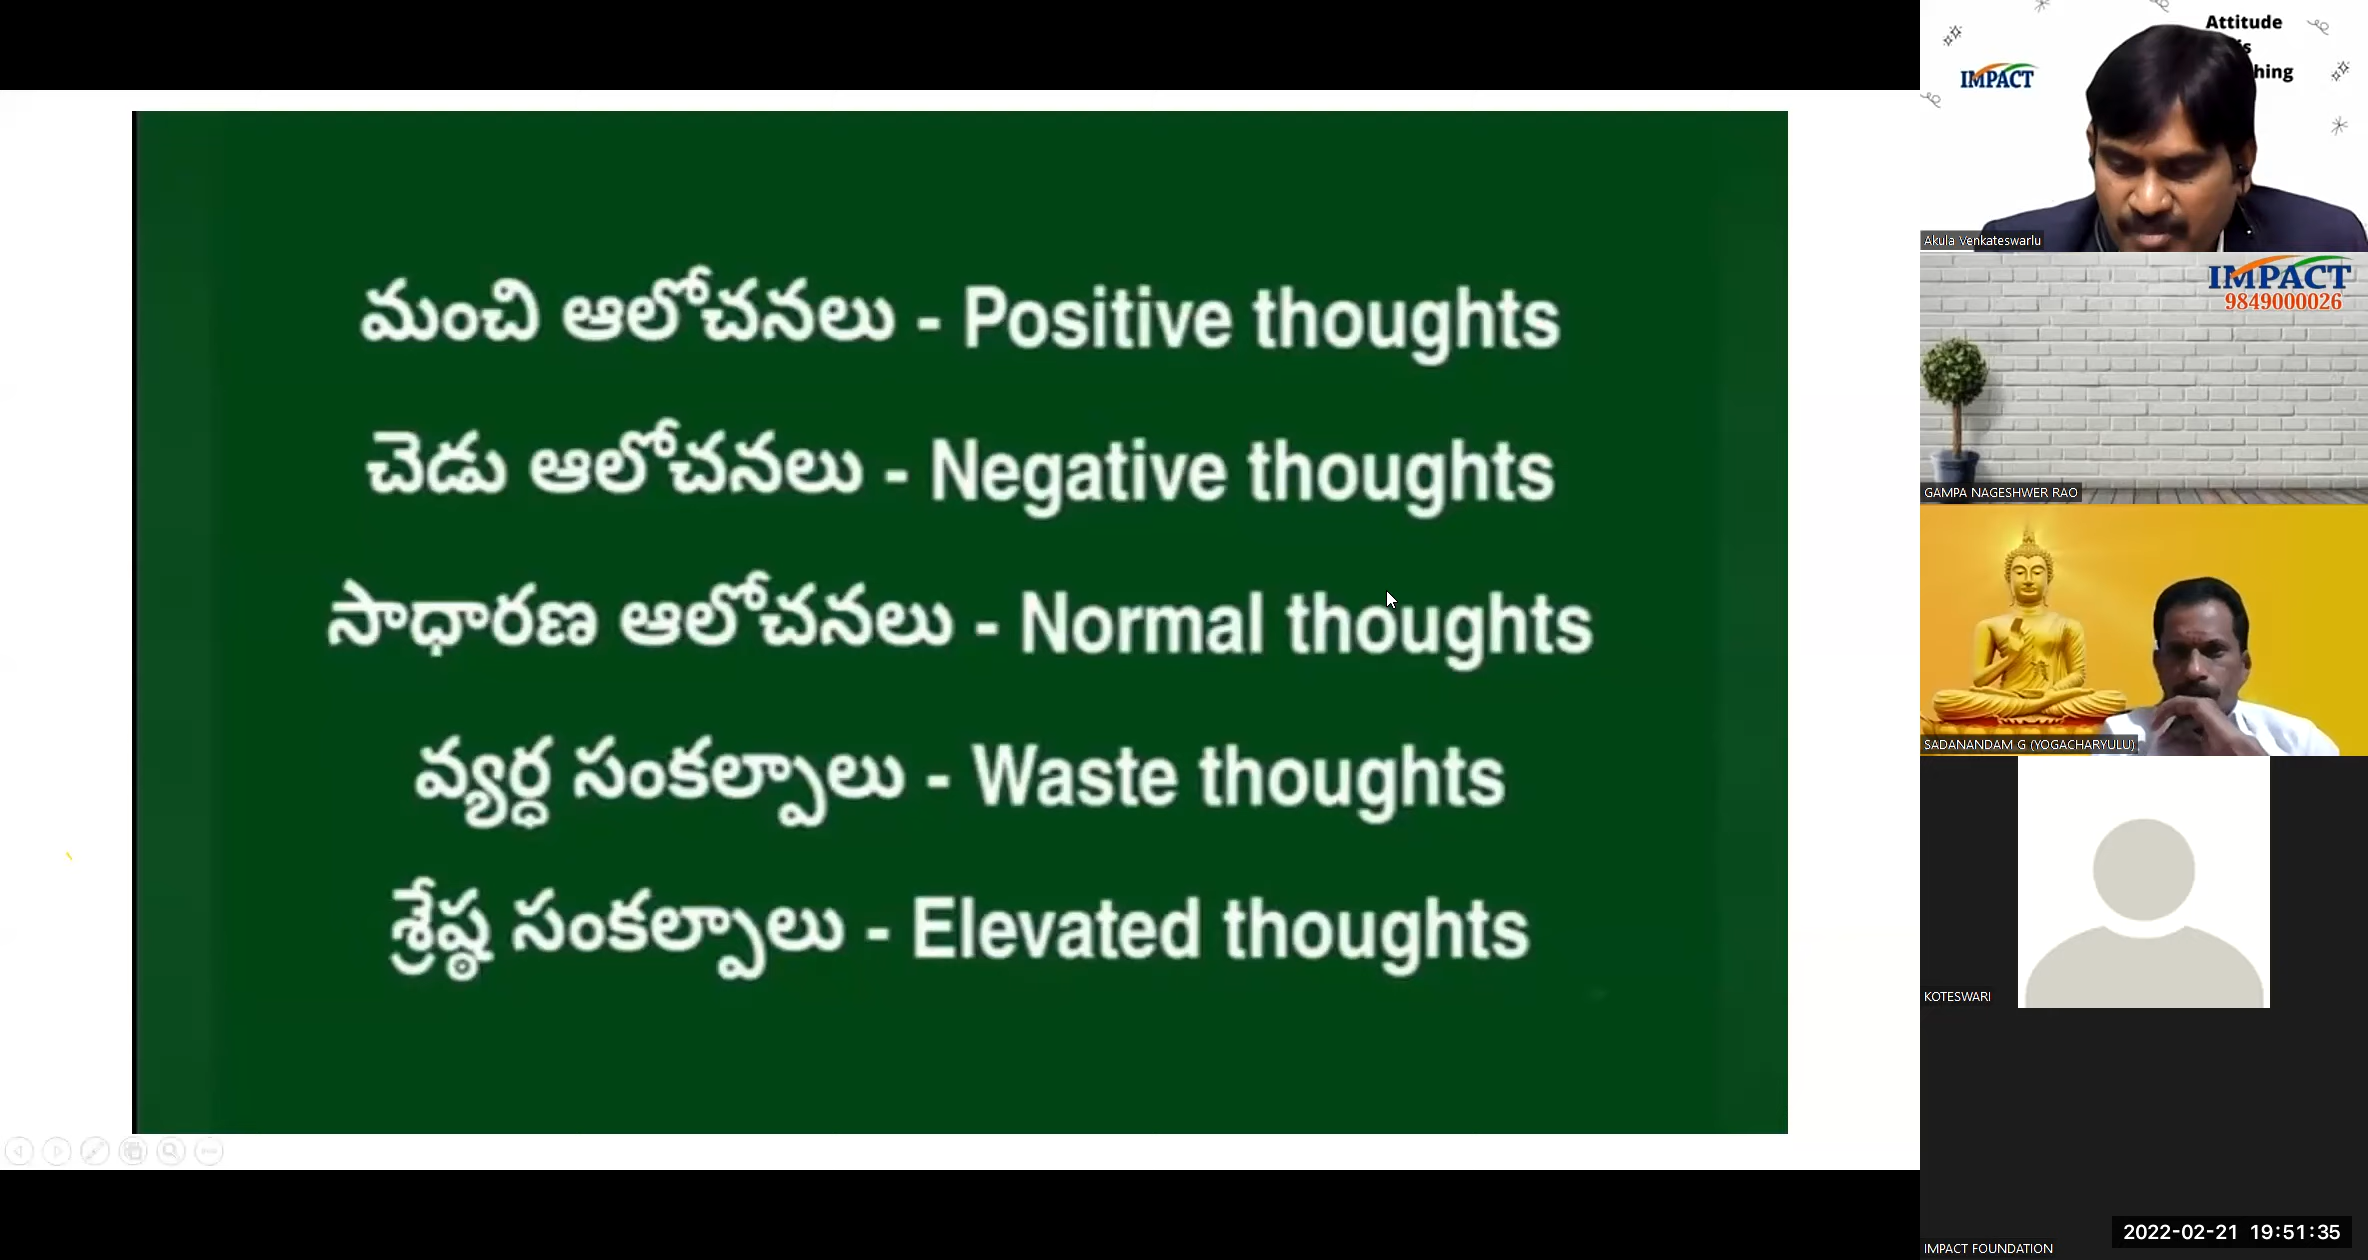 మంచి ఆలోచనలు - Positive thoughts
చెడు ఆలోచనలు - Negative thoughts
సాధారణ ఆలోచనలు - Normal thoughts
వ్యర్ధ సంకల్పాలు - Waste thoughts
శ్రేష్ఠ సంకల్పాలు - Elevated thoughts
Attitude
IMPACT
Akula Venkateswarlu
IMPACT
9849000026
GAMPA NAGESHWER RAO
SADANANDAM G (YOGACHARYULU)
KOTESWARI
2022-02-21 19:51:35
IMPACT FOUNDATION